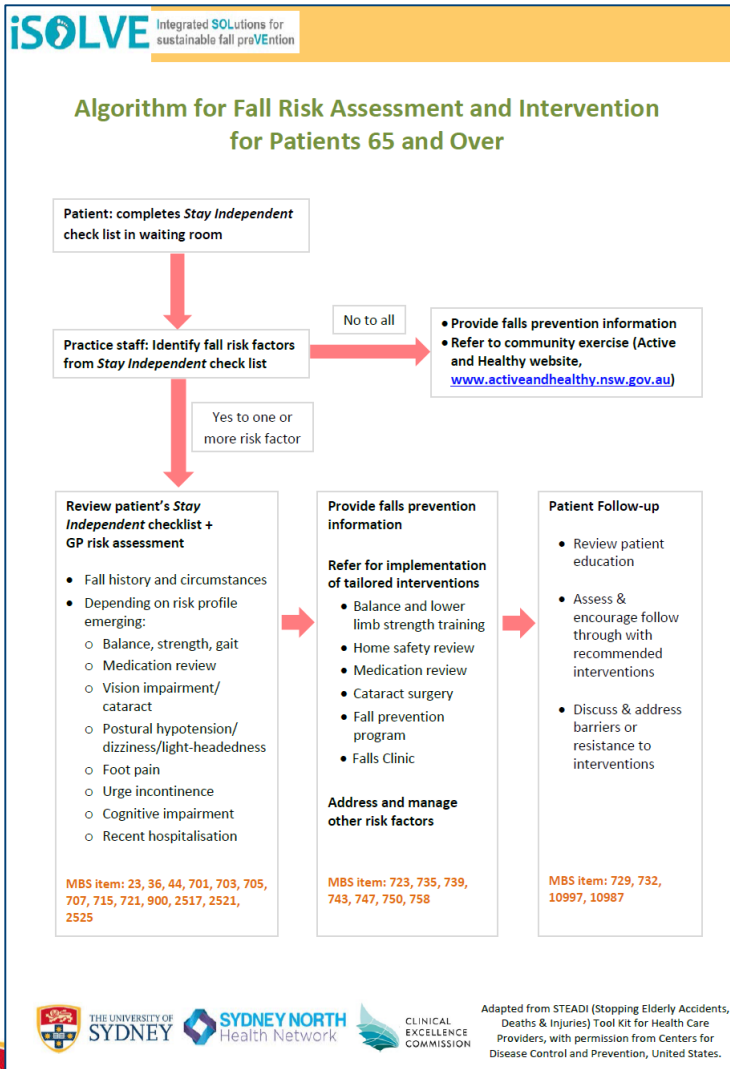 iSOLVE
Integrated SOLutions for
sustainable fall preVEntion
Algorithm for Fall Risk Assessment and Intervention
for Patients 65 and Over
Patient: completes Stay Independent
check list in waiting room
No to all
Practice staff: Identify fall risk factors
from Stay Independent check list
• Provide falls prevention information
• Refer to community exercise (Active
and Healthy website,
www.activeandhealthy.nsw.gov.au)
Yes to one or
more risk factor
Review patient's Stay
Independent checklist +
GP risk assessment
• Fall history and circumstances
• Depending on risk profile
emerging:
o Balance, strength, gait
o Medication review
o Vision impairment/
cataract
o Postural hypotension/
dizziness/light-headedness
o Foot pain
o Urge incontinence
o Cognitive impairment
o Recent hospitalisation
MBS item: 23, 36, 44, 701, 703, 705,
707, 715, 721, 900, 2517, 2521,
2525
Provide falls prevention
information
Refer for implementation
of tailored interventions
• Balance and lower
limb strength training
• Home safety review
• Medication review
• Cataract surgery
• Fall prevention
program
• Falls Clinic
Address and manage
other risk factors
MBS item: 723, 735, 739,
743, 747, 750, 758
Patient Follow-up
• Review patient
education
• Assess &
encourage follow
through with
recommended
interventions
• Discuss & address
barriers or
resistance to
interventions
MBS item: 729, 732,
10997, 10987
THE UNIVERSITY OF
SYDNEY
SYDNEY NORTH
Health Network
CLINICAL
EXCELLENCE
COMMISSION
Adapted from STEADI (Stopping Elderly Accidents,
Deaths & Injuries) Tool Kit for Health Care
Providers, with permission from Centers for
Disease Control and Prevention, United States.